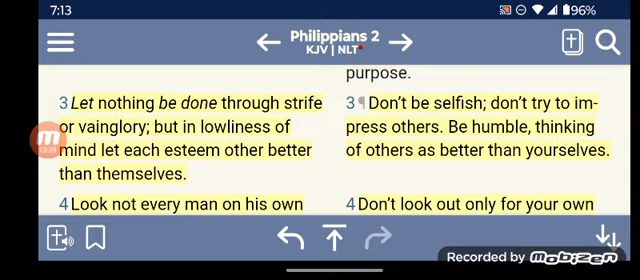 7:13
96%
Philippians 2
KJV | NLT
purpose.
3 Let nothing be done through strife
or vainglory; but in lowliness of
mind let each esteem other better
than themselves.
4 Look not every man on his own
3 ¶ Don't be selfish; don't try to im-
press others. Be humble, thinking
of others as better than yourselves.
4 Don't look out only for your own
M
13:59
Recorded by Mobizen